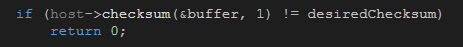 if (host->checksum(&buffer, 1) != desiredChecksum)
    return 0;